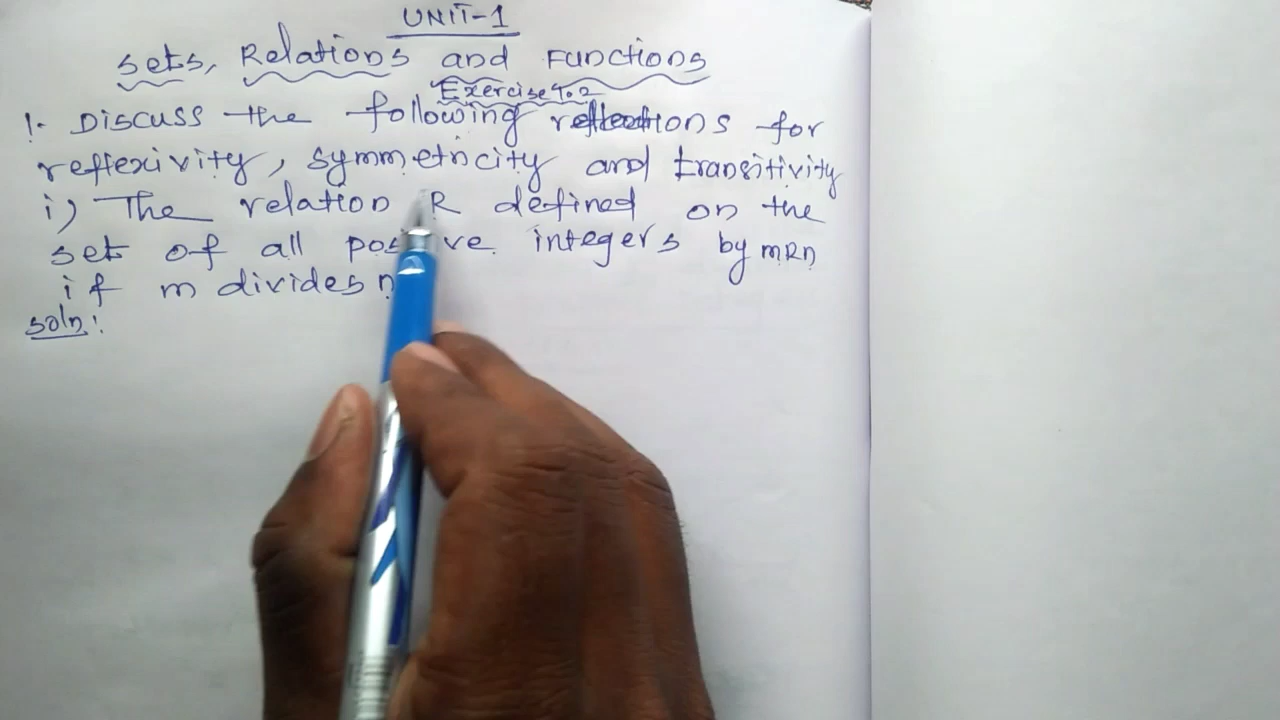 UNIT-1
sets, Relations and Functions
Exercise 1.2
1. Discuss the following relations for
reflexivity, symmetricity and transitivity
i) The relation R defined on the
set of all ve integers by mRn
if m divides n
soln: